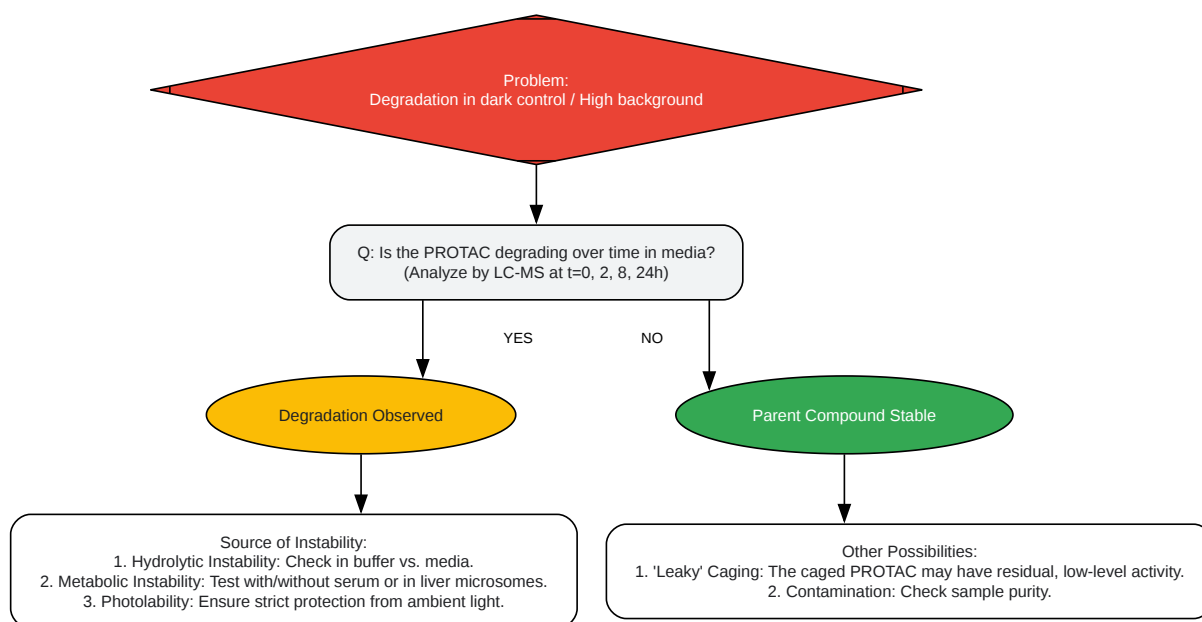 Problem:
Degradation in dark control / High background
Q: Is the PROTAC degrading over time in media?
(Analyze by LC-MS at t=0, 2, 8, 24h)
YES
NO
Degradation Observed
Parent Compound Stable
Source of Instability:
1. Hydrolytic Instability: Check in buffer vs. media.
2. Metabolic Instability: Test with/without serum or in liver microsomes.
3. Photolability: Ensure strict protection from ambient light.
Other Possibilities:
1. 'Leaky' Caging: The caged PROTAC may have residual, low-level activity.
2. Contamination: Check sample purity.